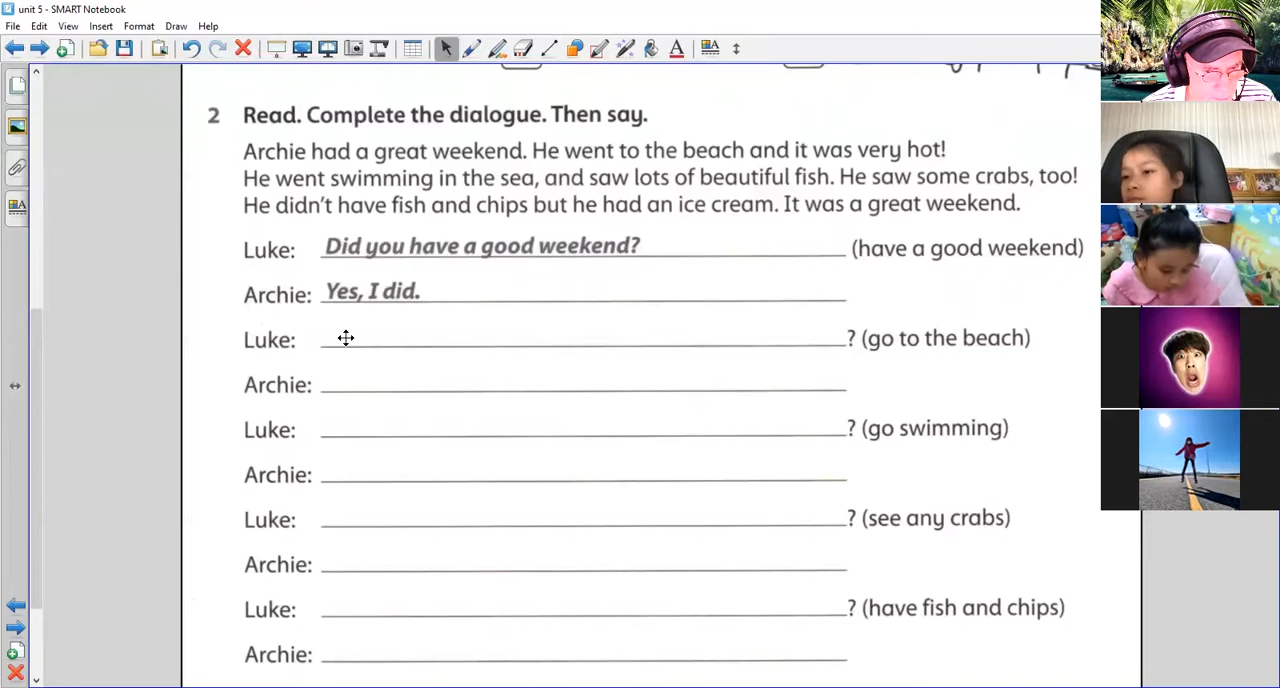 unit 5 - SMART Notebook
File Edit View Insert Format Draw Help
2 Read. Complete the dialogue. Then say.
Archie had a great weekend. He went to the beach and it was very hot!
He went swimming in the sea, and saw lots of beautiful fish. He saw some crabs, too!
He didn't have fish and chips but he had an ice cream. It was a great weekend.
Luke: Did you have a good weekend? (have a good weekend)
Archie: Yes, I did.
Luke: ? (go to the beach)
Archie:
Luke: ? (go swimming)
Archie:
Luke: ? (see any crabs)
Archie:
Luke: ? (have fish and chips)
Archie: